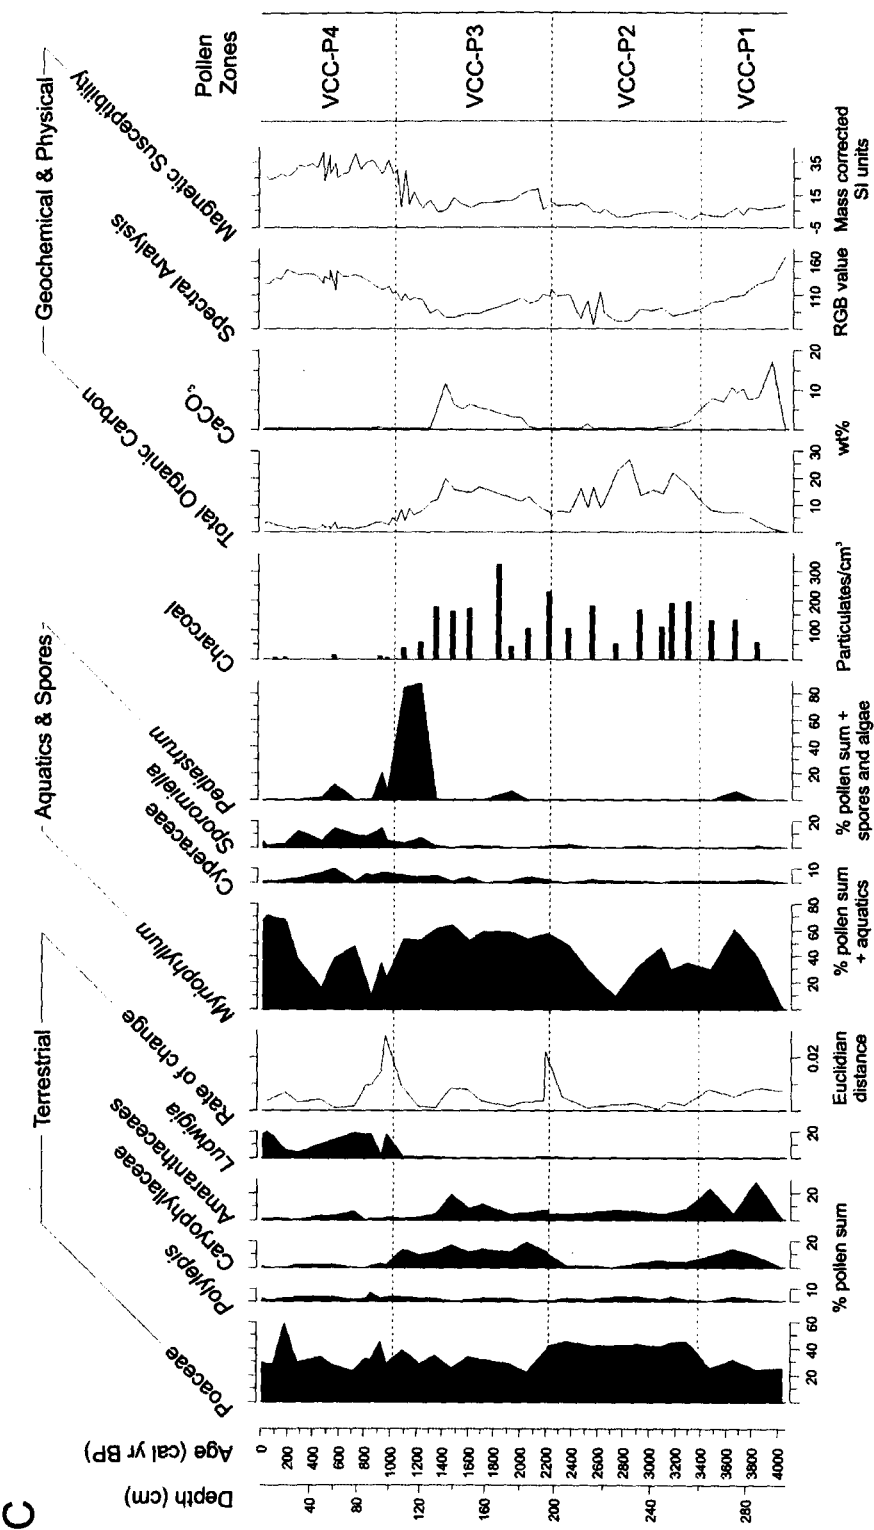 C
Terrestrial
Aquatics & Spores
Geochemical & Physical
Depth (cm)
Age (cal yr BP)
Poaceae
Polylepis
Caryophyllaceae
Amaranthaceaes
Ludwigia
Rate of change
Myriophyllum
Cyperaceae
Sporormiella
Pediastrum
Charcoal
Total Organic Carbon
CaCO₃
Spectral Analysis
Magnetic Susceptibility
Pollen
Zones
40
80
120
160
200
240
280
0
200
400
600
800
1000
1200
1400
1600
1800
2000
2200
2400
2600
2800
3000
3200
3400
3600
3800
4000
VCC-P4
VCC-P3
VCC-P2
VCC-P1
20 40 60
10
20
20
20
% pollen sum
0.02
Euclidian
distance
20 40 60 80
10
% pollen sum
+ aquatics
20
20 40 60 80
% pollen sum +
spores and algae
100 200 300
Particulates/cm³
10 20 30
wt%
10 20
110 160
RGB value
-5 15 35
Mass corrected
SI units